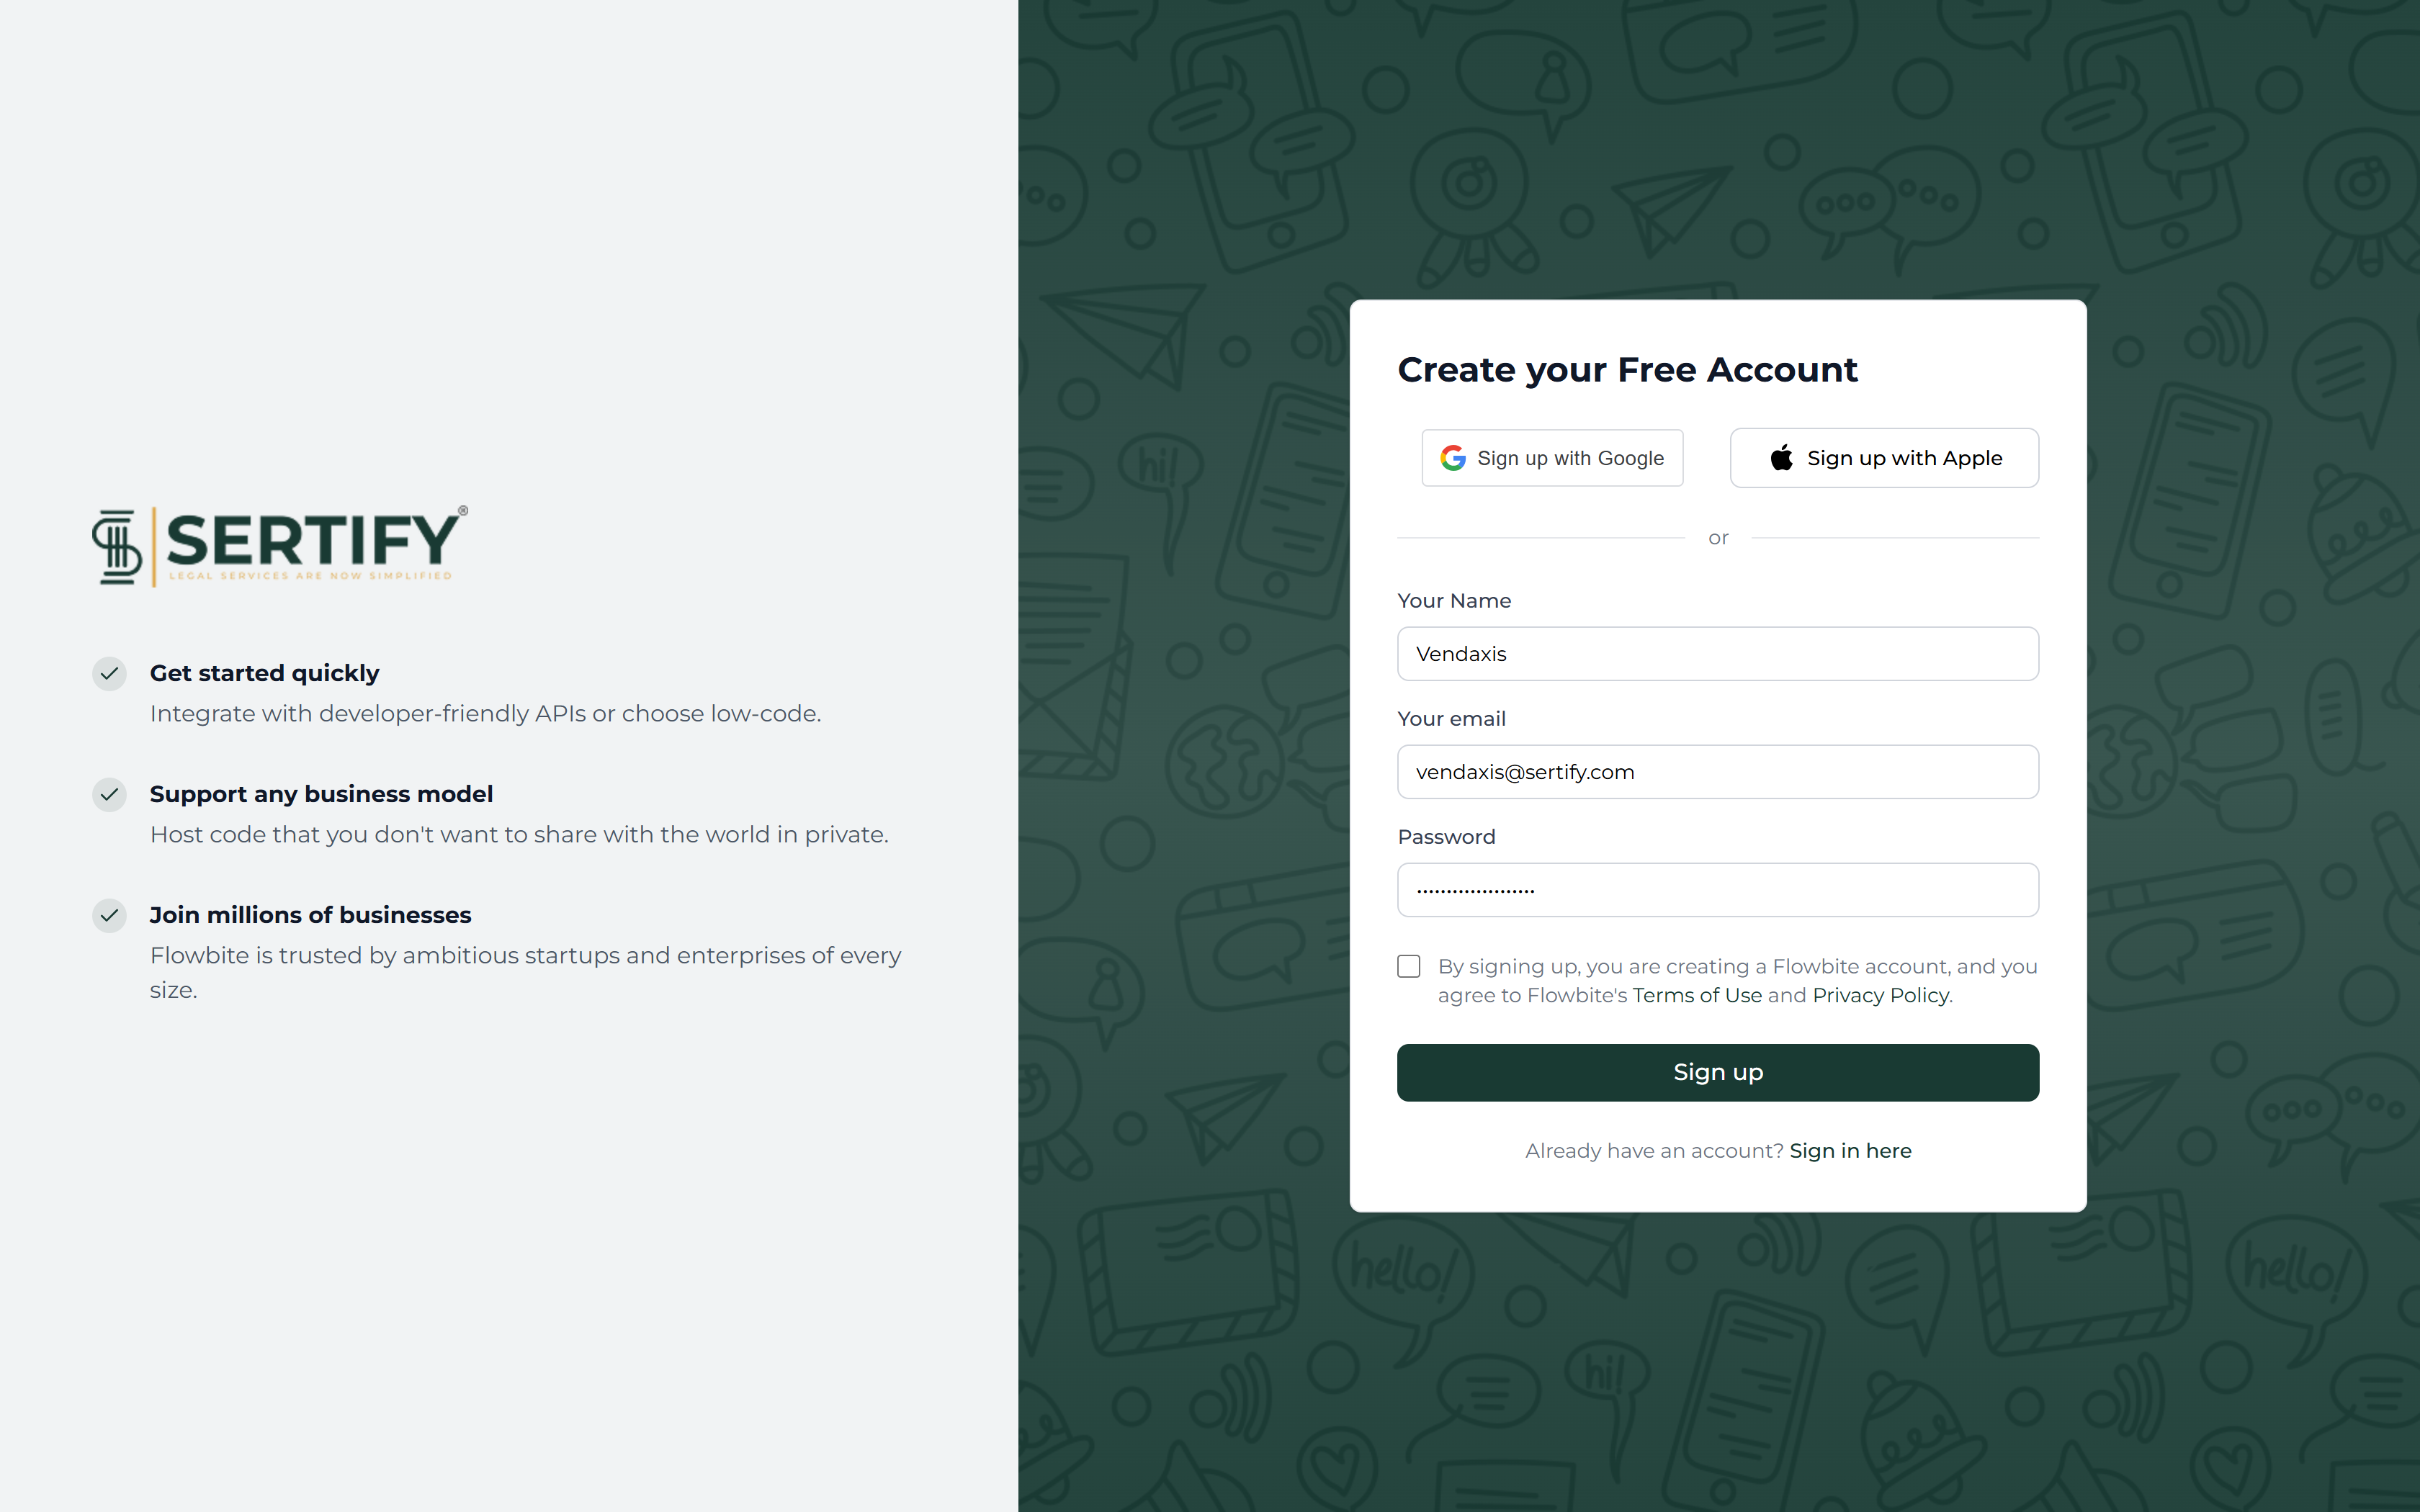 SERTIFY®
LEGAL SERVICES ARE NOW SIMPLIFIED
Get started quickly
Integrate with developer-friendly APIs or choose low-code.
Support any business model
Host code that you don't want to share with the world in private.
Join millions of businesses
Flowbite is trusted by ambitious startups and enterprises of every
size.
Create your Free Account
Sign up with Google
Sign up with Apple
or
Your Name
Vendaxis
Your email
vendaxis@sertify.com
Password
••••••••••••••••••••
By signing up, you are creating a Flowbite account, and you
agree to Flowbite's Terms of Use and Privacy Policy.
Sign up
Already have an account? Sign in here
hi!
hello!
hi!
hello!